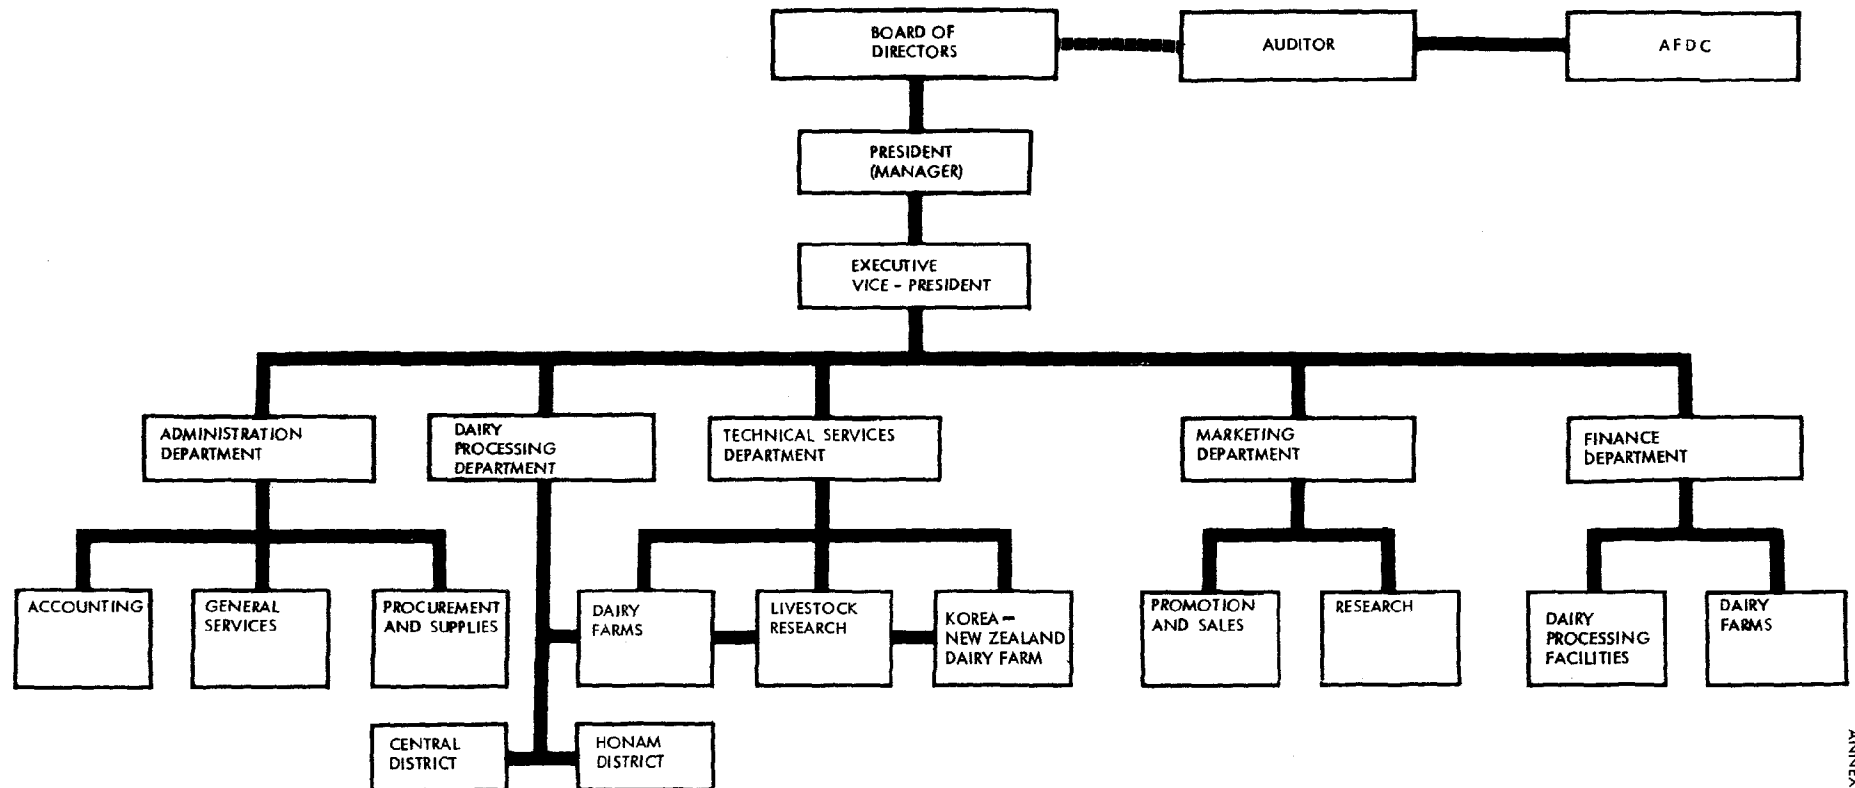 BOARD OF
DIRECTORS
AUDITOR
AFDC
PRESIDENT
(MANAGER)
EXECUTIVE
VICE - PRESIDENT
ADMINISTRATION
DEPARTMENT
DAIRY
PROCESSING
DEPARTMENT
TECHNICAL SERVICES
DEPARTMENT
MARKETING
DEPARTMENT
FINANCE
DEPARTMENT
ACCOUNTING
GENERAL
SERVICES
PROCUREMENT
AND SUPPLIES
DAIRY
FARMS
LIVESTOCK
RESEARCH
KOREA -
NEW ZEALAND
DAIRY FARM
PROMOTION
AND SALES
RESEARCH
DAIRY
PROCESSING
FACILITIES
DAIRY
FARMS
CENTRAL
DISTRICT
HONAM
DISTRICT
ANNEX